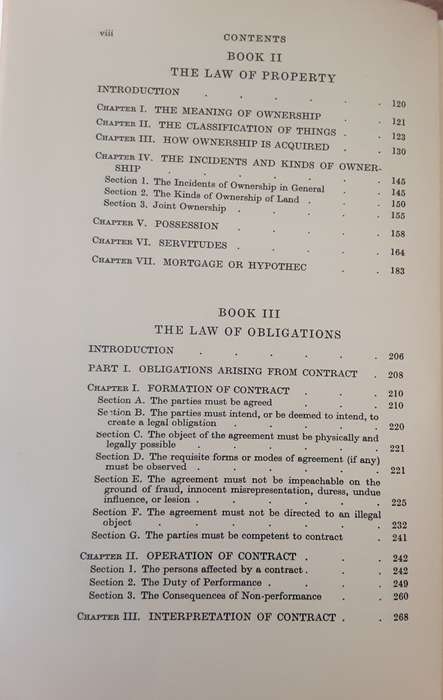 viii
CONTENTS
BOOK II
THE LAW OF PROPERTY
INTRODUCTION . . . . . . 120
CHAPTER I. THE MEANING OF OWNERSHIP . . 121
CHAPTER II. THE CLASSIFICATION OF THINGS . . 123
CHAPTER III. HOW OWNERSHIP IS ACQUIRED . . 130
CHAPTER IV. THE INCIDENTS AND KINDS OF OWNER-
SHIP . . . . . . . 145
Section 1. The Incidents of Ownership in General . . 145
Section 2. The Kinds of Ownership of Land . . . 150
Section 3. Joint Ownership . . . . . 155
CHAPTER V. POSSESSION . . . . . 158
CHAPTER VI. SERVITUDES . . . . . 164
CHAPTER VII. MORTGAGE OR HYPOTHEC . . 183
BOOK III
THE LAW OF OBLIGATIONS
INTRODUCTION . . . . . . 206
PART I. OBLIGATIONS ARISING FROM CONTRACT . 208
CHAPTER I. FORMATION OF CONTRACT . . . 210
Section A. The parties must be agreed . . . 210
Section B. The parties must intend, or be deemed to intend, to
create a legal obligation . . . . . 220
Section C. The object of the agreement must be physically and
legally possible . . . . . . 221
Section D. The requisite forms or modes of agreement (if any)
must be observed . . . . . . 221
Section E. The agreement must not be impeachable on the
ground of fraud, innocent misrepresentation, duress, undue
influence, or lesion . . . . . . 225
Section F. The agreement must not be directed to an illegal
object . . . . . . . 232
Section G. The parties must be competent to contract . 241
CHAPTER II. OPERATION OF CONTRACT . . . 242
Section 1. The persons affected by a contract . . . 242
Section 2. The Duty of Performance . . . . 249
Section 3. The Consequences of Non-performance . . 260
CHAPTER III. INTERPRETATION OF CONTRACT . . 268